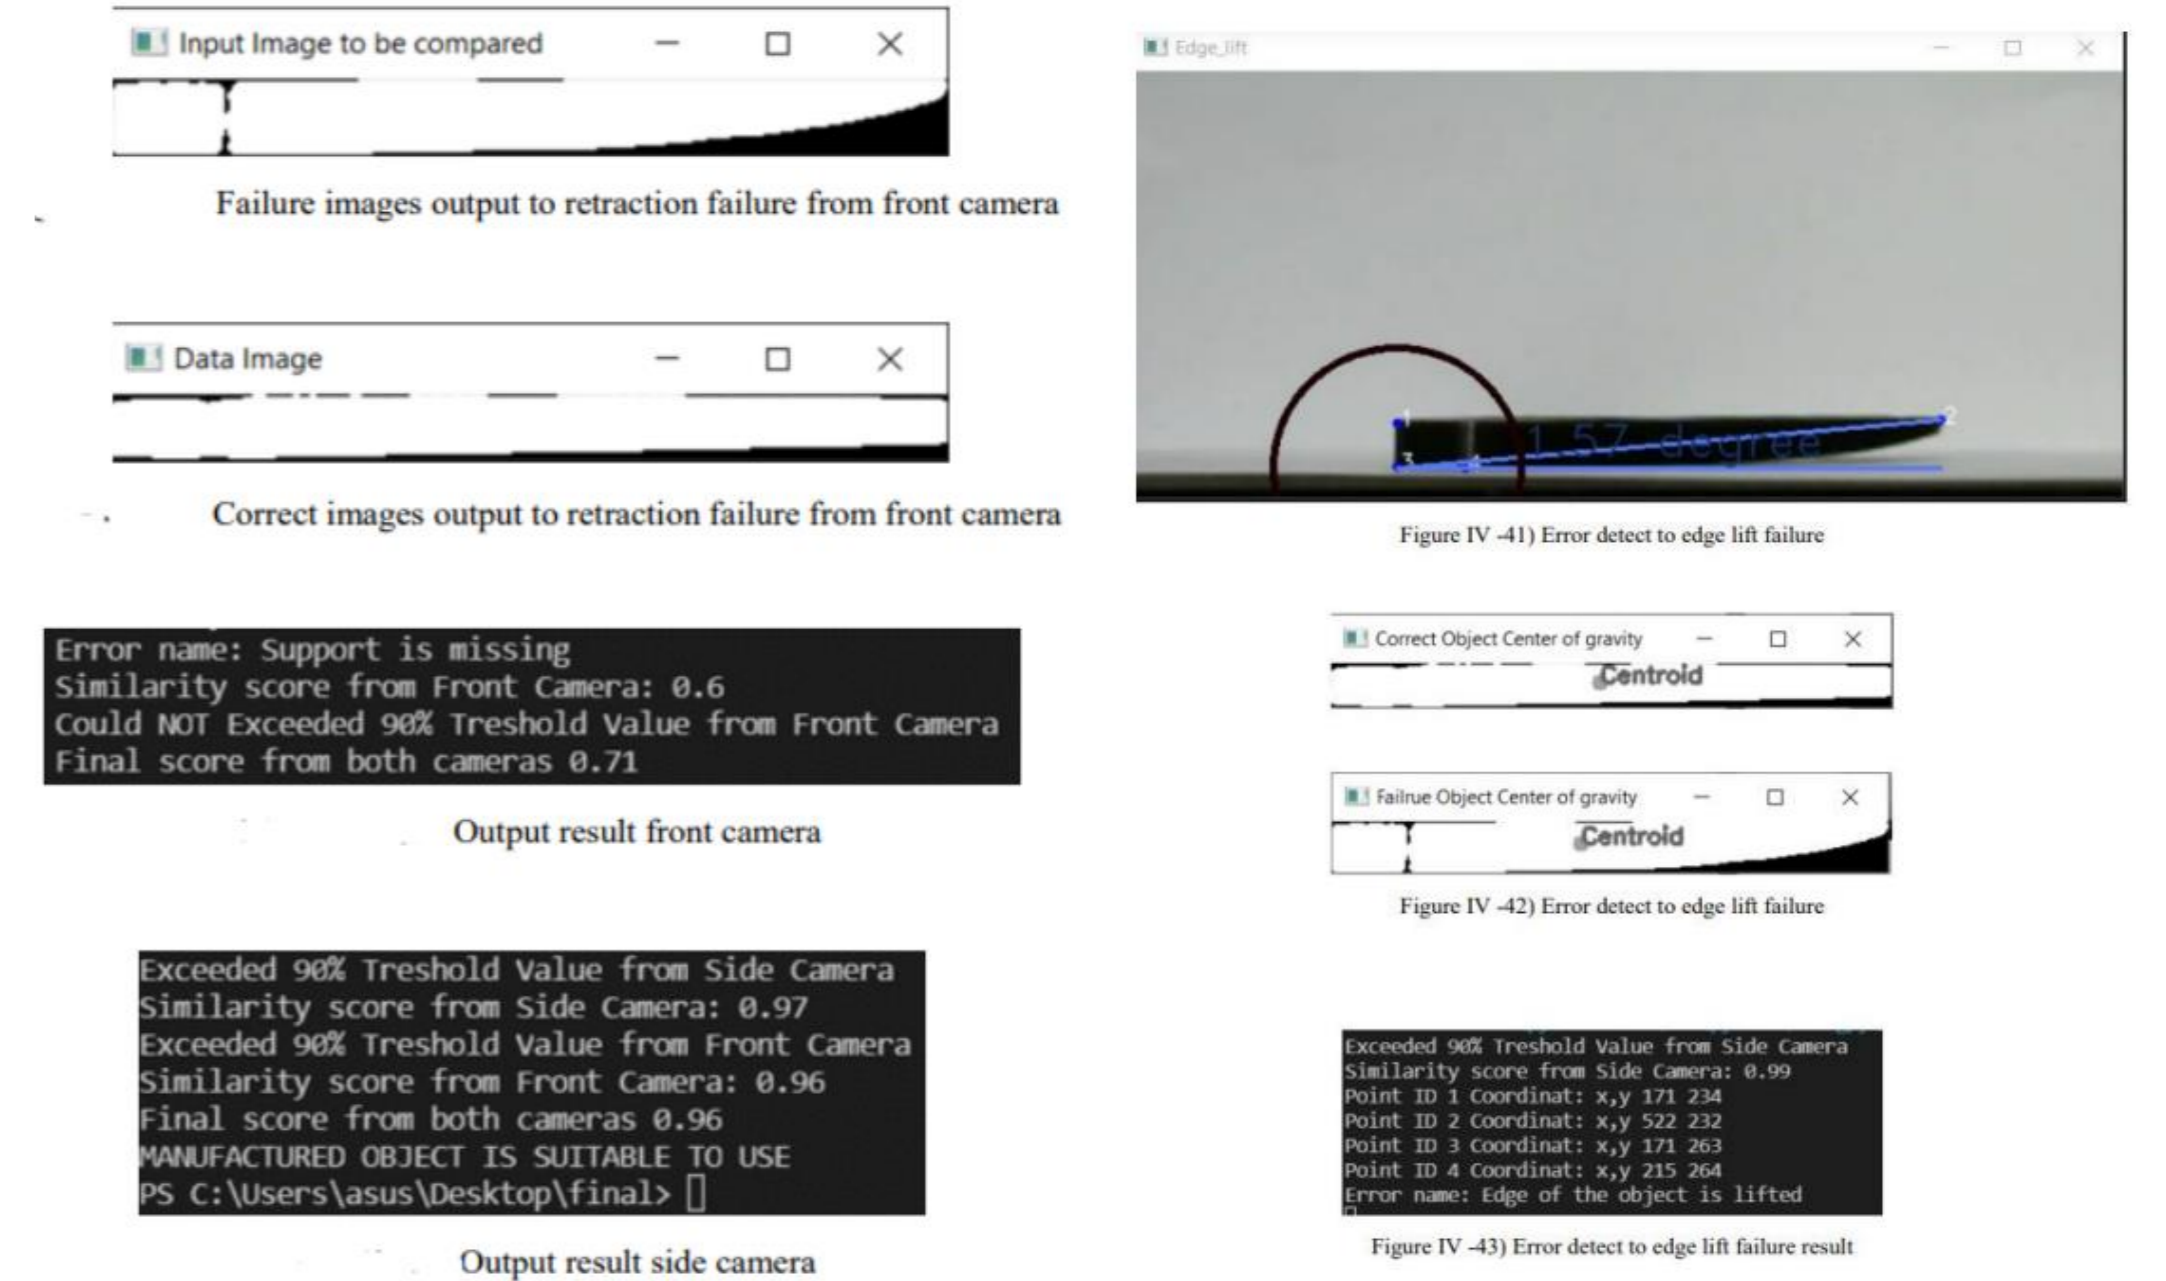 Input Image to be compared
Failure images output to retraction failure from front camera
Data Image
Correct images output to retraction failure from front camera
Error name: Support is missing
Similarity score from Front Camera: 0.6
Could NOT Exceeded 90% Treshold Value from Front Camera
Final score from both cameras 0.71
Output result front camera
Exceeded 90% Treshold Value from Side Camera
Similarity score from Side Camera: 0.97
Exceeded 90% Treshold Value from Front Camera
Similarity score from Front Camera: 0.96
Final score from both cameras 0.96
MANUFACTURED OBJECT IS SUITABLE TO USE
PS C:\Users\asus\Desktop\final>
Output result side camera
Edge_lift
1
2
1.57 degree
3
4
Figure IV -41) Error detect to edge lift failure
Correct Object Center of gravity
Centroid
Failrue Object Center of gravity
Centroid
Figure IV -42) Error detect to edge lift failure
Exceeded 90% Treshold Value from Side Camera
Similarity score from Side Camera: 0.99
Point ID 1 Coordinat: x,y 171 234
Point ID 2 Coordinat: x,y 522 232
Point ID 3 Coordinat: x,y 171 263
Point ID 4 Coordinat: x,y 215 264
Error name: Edge of the object is lifted
Figure IV -43) Error detect to edge lift failure result